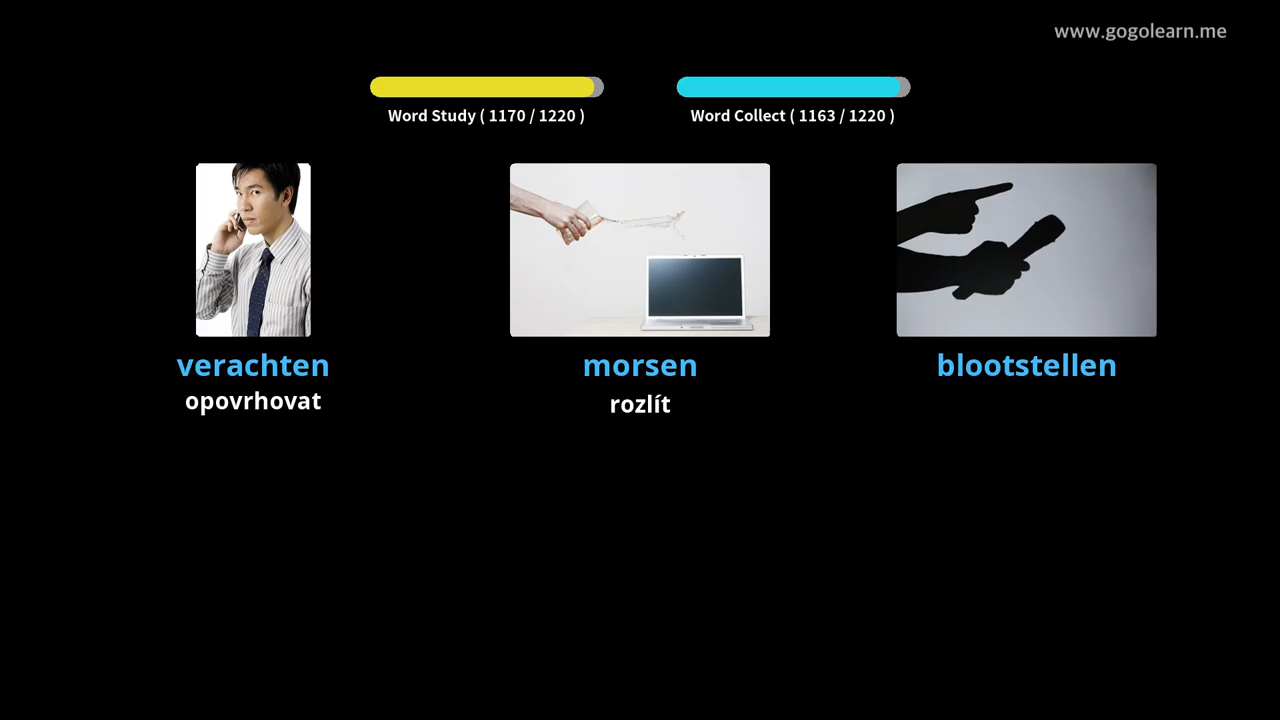 www.gogolearn.me
Word Study ( 1170 / 1220 )
Word Collect ( 1163 / 1220 )
verachten
opovrhovat
morsen
rozlít
blootstellen